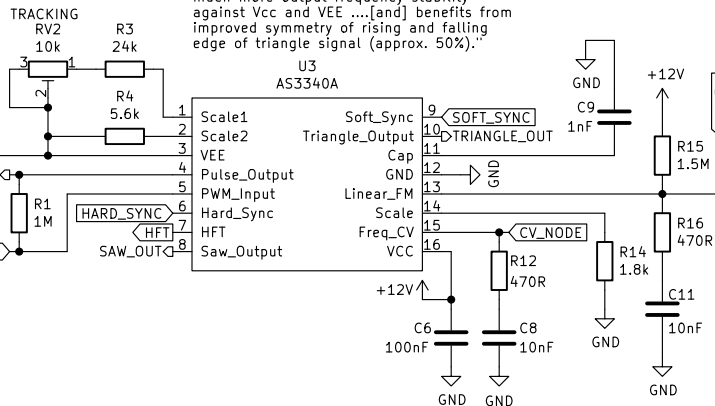 much more output frequency stability
against Vcc and VEE ....[and] benefits from
improved symmetry of rising and falling
edge of triangle signal (approx. 50%)."
TRACKING
RV2
10k
3
1
2
R3
24k
R4
5.6k
R1
1M
U3
AS3340A
1
Scale1
2
Scale2
3
VEE
4
Pulse_Output
5
PWM_Input
6
Hard_Sync
HARD_SYNC
7
HFT
HFT
8
Saw_Output
SAW_OUT
Soft_Sync
9
SOFT_SYNC
Triangle_Output
10
TRIANGLE_OUT
Cap
11
GND
12
GND
Linear_FM
13
Scale
14
Freq_CV
15
CV_NODE
VCC
16
GND
C9
1nF
+12V
R15
1.5M
R16
470R
R14
1.8k
GND
C11
10nF
GND
R12
470R
+12V
C6
100nF
GND
C8
10nF
GND